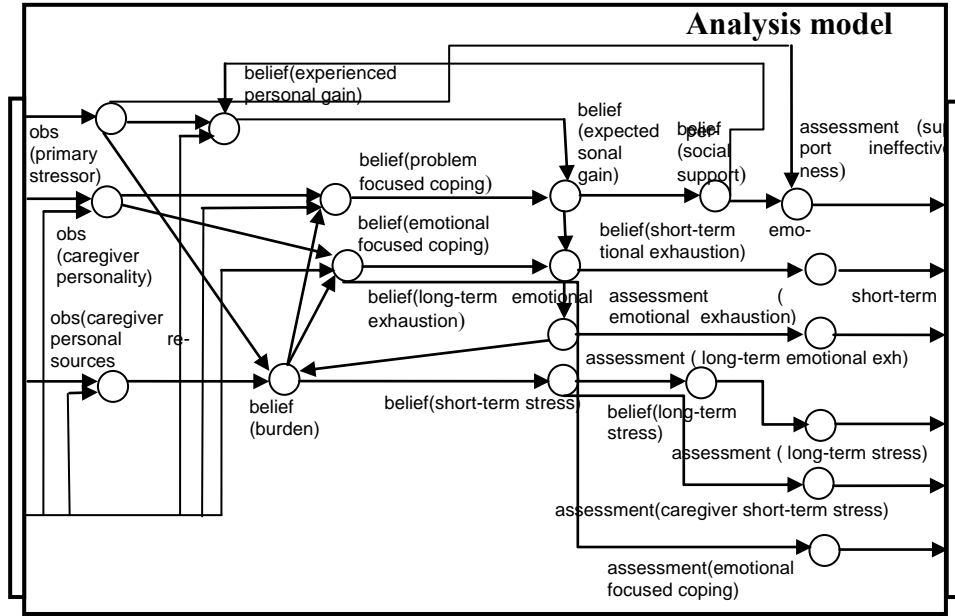 Analysis model
belief(experienced
personal gain)
obs
(primary
stressor)
belief
(expected per-
sonal
gain)
belief
(social
support)
assessment (sup
port ineffective
ness)
belief(problem
focused coping)
obs
(caregiver
personality)
belief(emotional
focused coping)
belief(short-term emo-
tional exhaustion)
belief(long-term emotional
exhaustion)
assessment ( short-term
emotional exhaustion)
obs(caregiver
personal re-
sources
assessment ( long-term emotional exh)
belief
(burden)
belief(short-term stress)
belief(long-term
stress)
assessment ( long-term stress)
assessment(caregiver short-term stress)
assessment(emotional
focused coping)